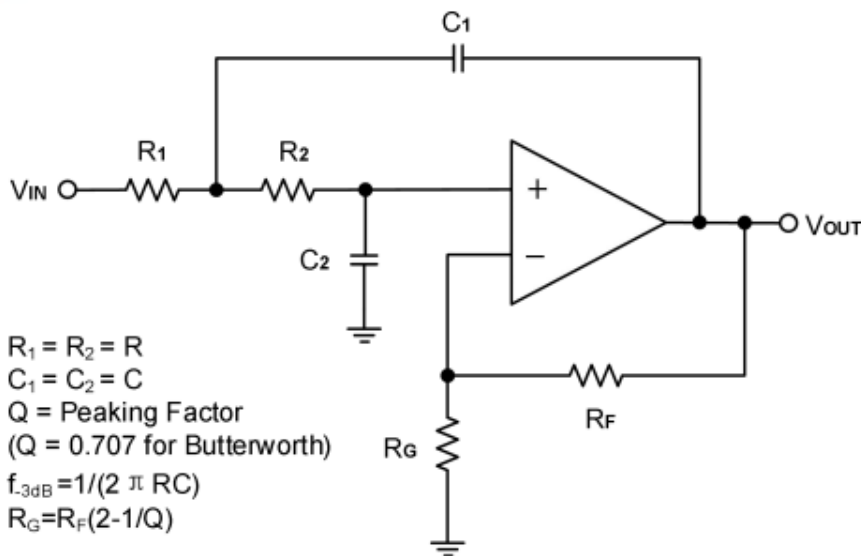 C₁
R₁
R₂
VIN
+
VOUT
C₂
−
R₁ = R₂ = R
C₁ = C₂ = C
Q = Peaking Factor
(Q = 0.707 for Butterworth)
f-3dB =1/(2 π RC)
RG=RF(2-1/Q)
RF
RG